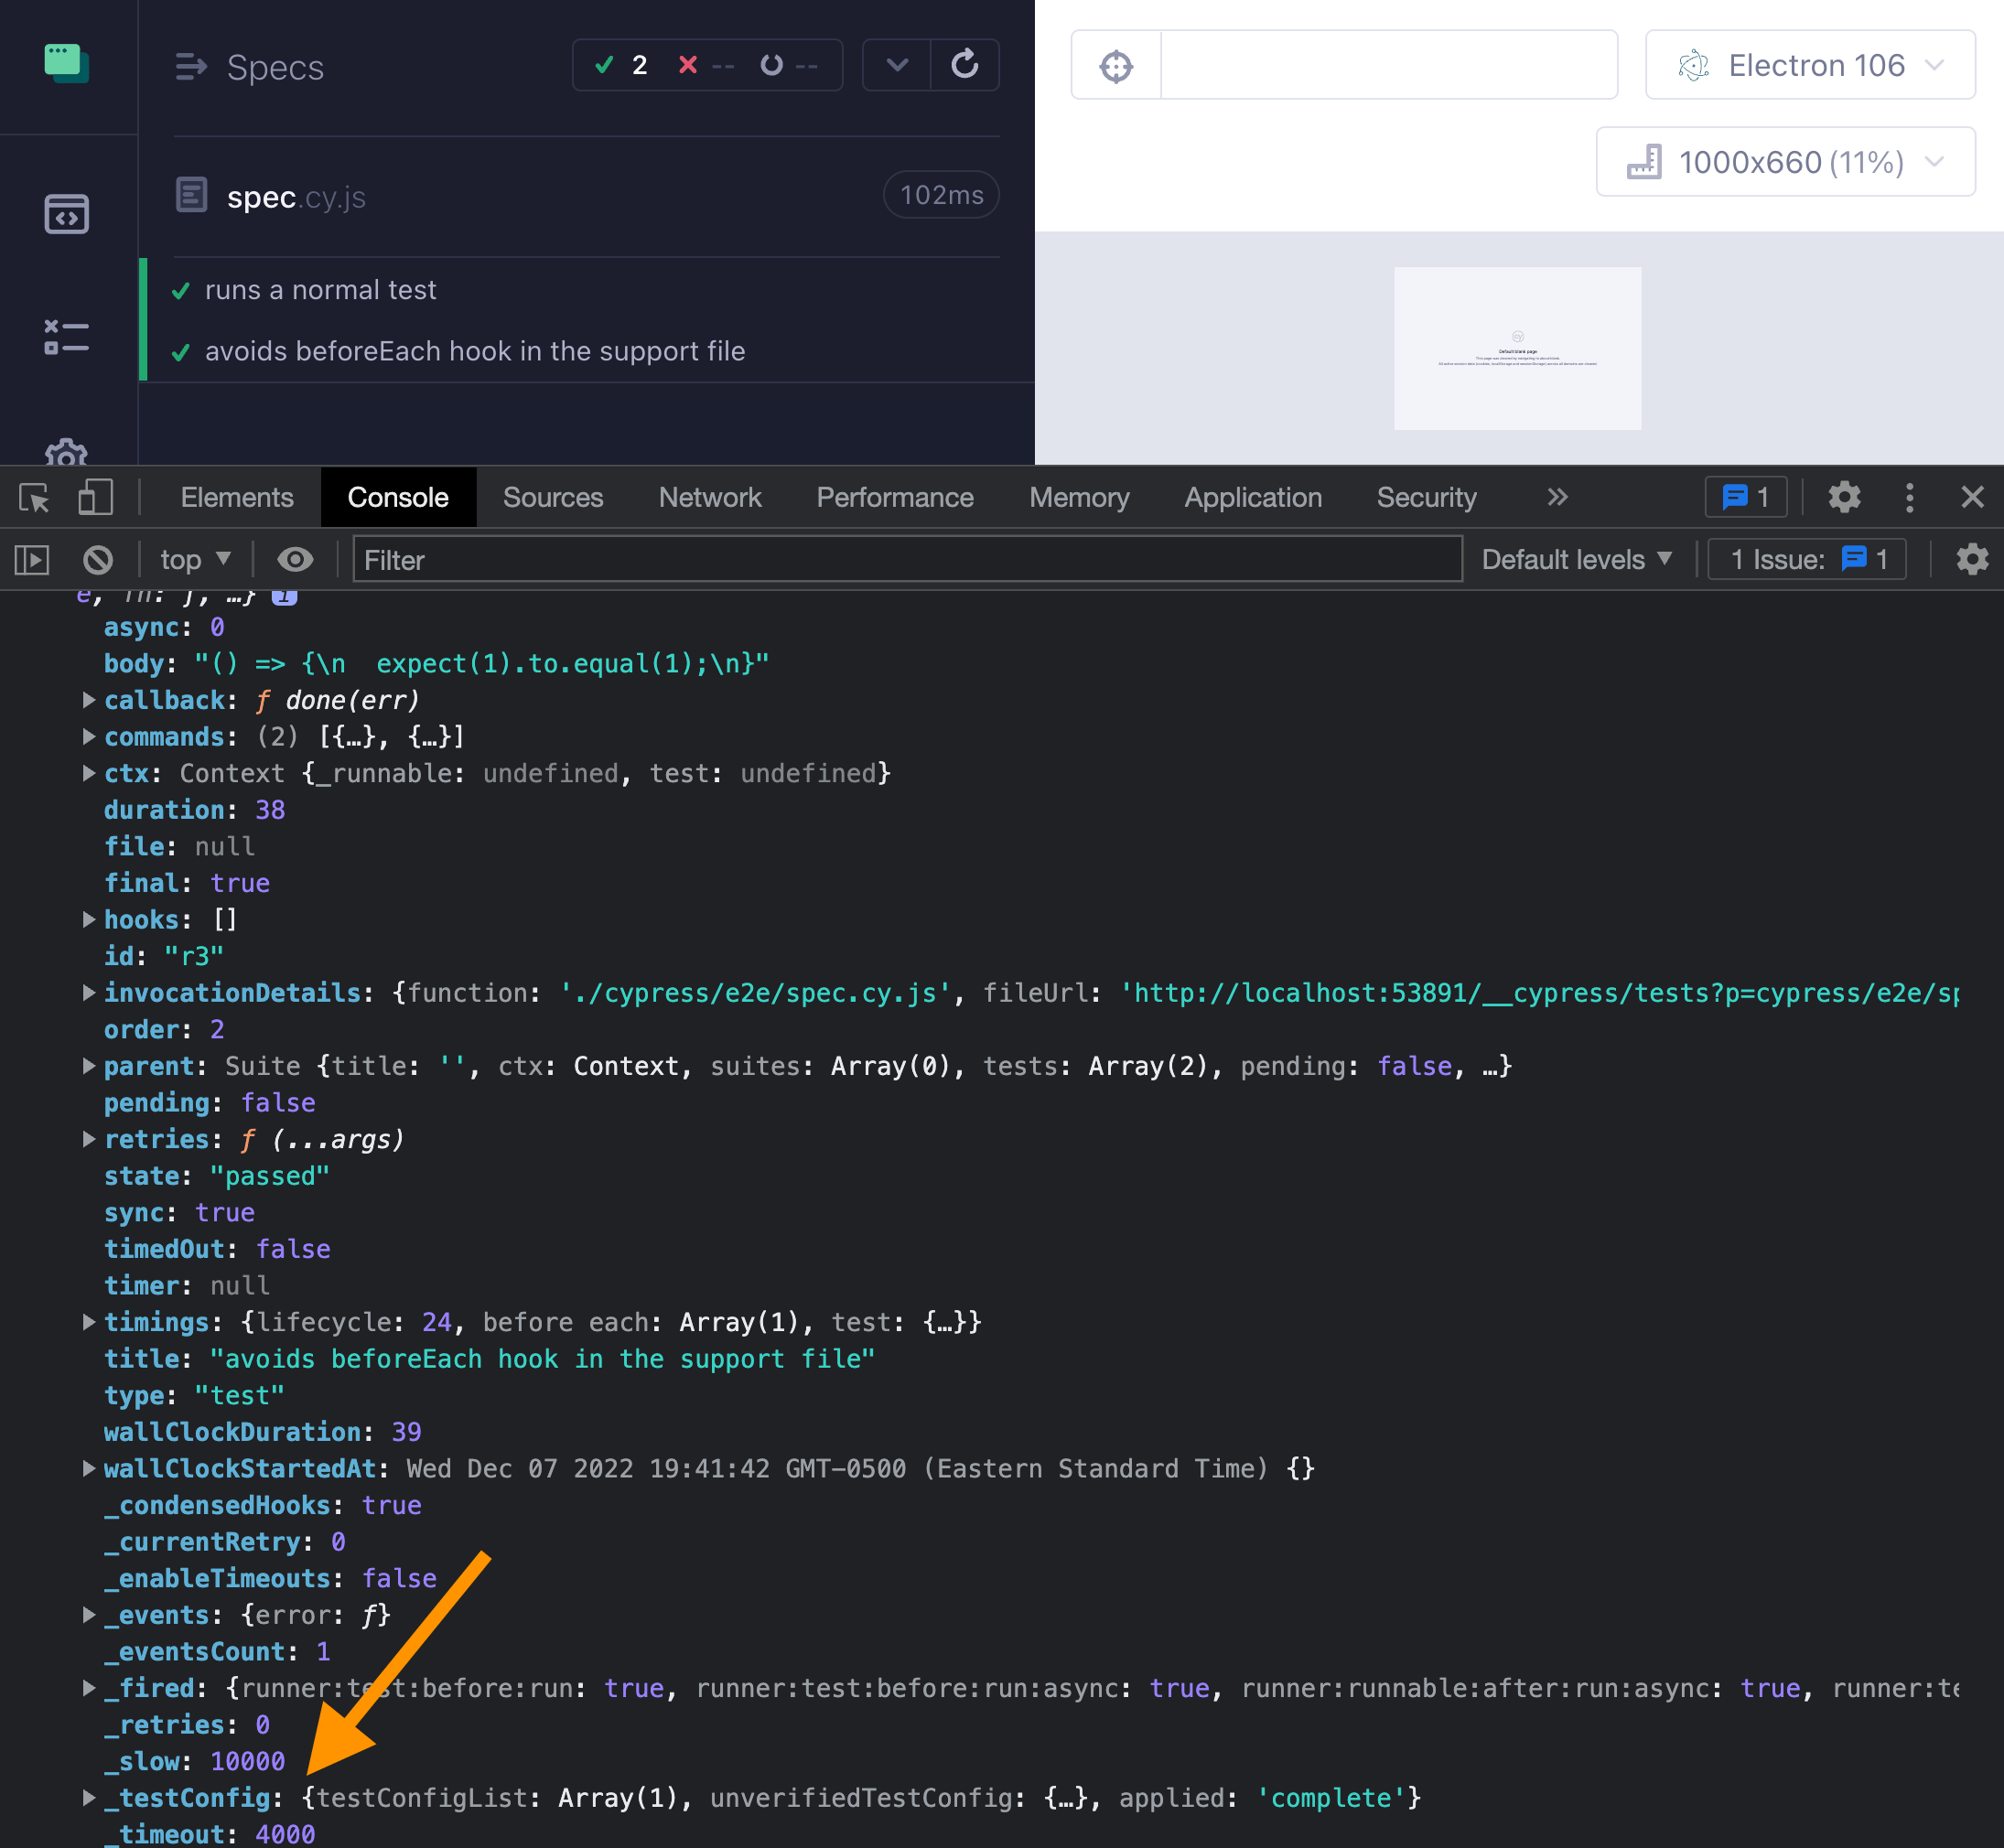 Specs
2
--
--
Electron 106
1000x660 (11%)
spec.cy.js
102ms
runs a normal test
avoids beforeEach hook in the support file
Default blank page
Elements
Console
Sources
Network
Performance
Memory
Application
Security
1
top
Filter
Default levels
1 Issue:
1
async: 0
body: "() => {\n  expect(1).to.equal(1);\n}"
callback: ƒ done(err)
commands: (2) [{…}, {…}]
ctx: Context {_runnable: undefined, test: undefined}
duration: 38
file: null
final: true
hooks: []
id: "r3"
invocationDetails: {function: './cypress/e2e/spec.cy.js', fileUrl: 'http://localhost:53891/__cypress/tests?p=cypress/e2e/sp
order: 2
parent: Suite {title: '', ctx: Context, suites: Array(0), tests: Array(2), pending: false, …}
pending: false
retries: ƒ (...args)
state: "passed"
sync: true
timedOut: false
timer: null
timings: {lifecycle: 24, before each: Array(1), test: {…}}
title: "avoids beforeEach hook in the support file"
type: "test"
wallClockDuration: 39
wallClockStartedAt: Wed Dec 07 2022 19:41:42 GMT-0500 (Eastern Standard Time) {}
_condensedHooks: true
_currentRetry: 0
_enableTimeouts: false
_events: {error: ƒ}
_eventsCount: 1
_fired: {runner:test:before:run: true, runner:test:before:run:async: true, runner:runnable:after:run:async: true, runner:te
_retries: 0
_slow: 10000
_testConfig: {testConfigList: Array(1), unverifiedTestConfig: {…}, applied: 'complete'}
_timeout: 4000